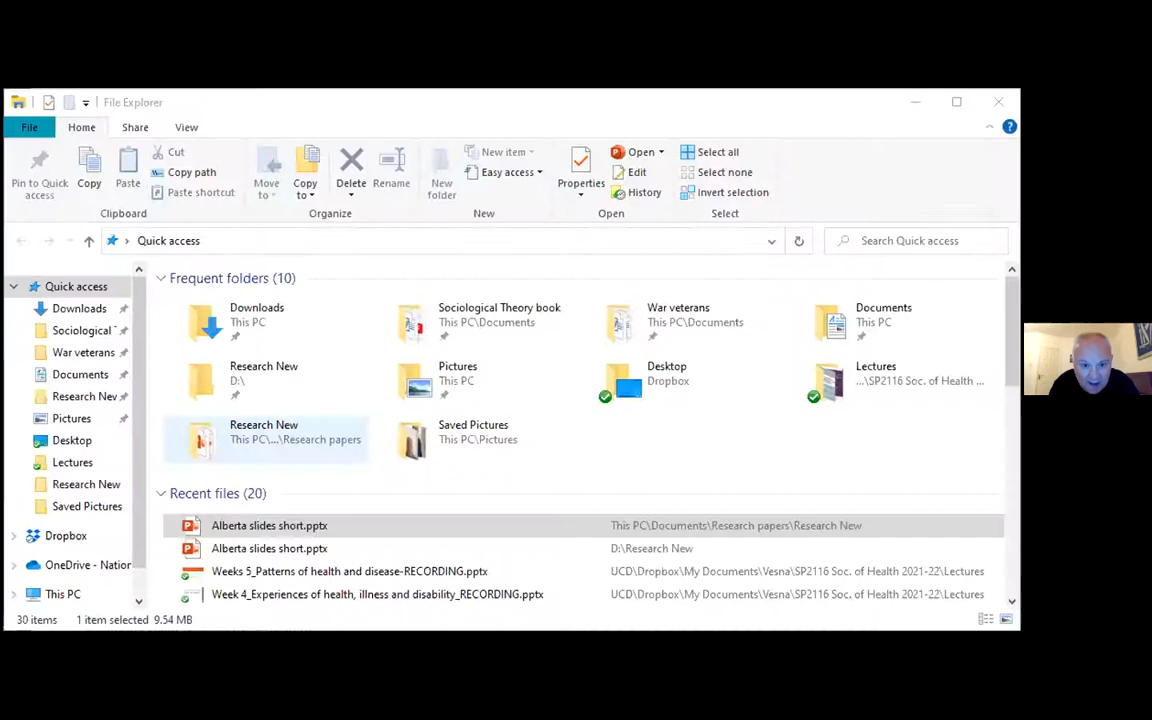 File Explorer
File Home Share View
Pin to Quick access
Copy
Paste
Cut
Copy path
Paste shortcut
Clipboard
Move to
Copy to
Delete
Rename
Organize
New folder
New item
Easy access
New
Properties
Open
Edit
History
Open
Select all
Select none
Invert selection
Select
Quick access
Search Quick access
Quick access
Downloads
Sociological
War veterans
Documents
Research Nev
Pictures
Desktop
Lectures
Research New
Saved Pictures
Dropbox
OneDrive - Nation
This PC
Frequent folders (10)
Downloads
This PC
Sociological Theory book
This PC\Documents
War veterans
This PC\Documents
Documents
This PC
Research New
D:\
Pictures
This PC
Desktop
Dropbox
Lectures
...\SP2116 Soc. of Health ...
Research New
This PC\...\Research papers
Saved Pictures
This PC\Pictures
Recent files (20)
Alberta slides short.pptx This PC\Documents\Research papers\Research New
Alberta slides short.pptx D:\Research New
Weeks 5_Patterns of health and disease-RECORDING.pptx UCD\Dropbox\My Documents\Vesna\SP2116 Soc. of Health 2021-22\Lectures
Week 4_Experiences of health, illness and disability_RECORDING.pptx UCD\Dropbox\My Documents\Vesna\SP2116 Soc. of Health 2021-22\Lectures
30 items 1 item selected 9.54 MB